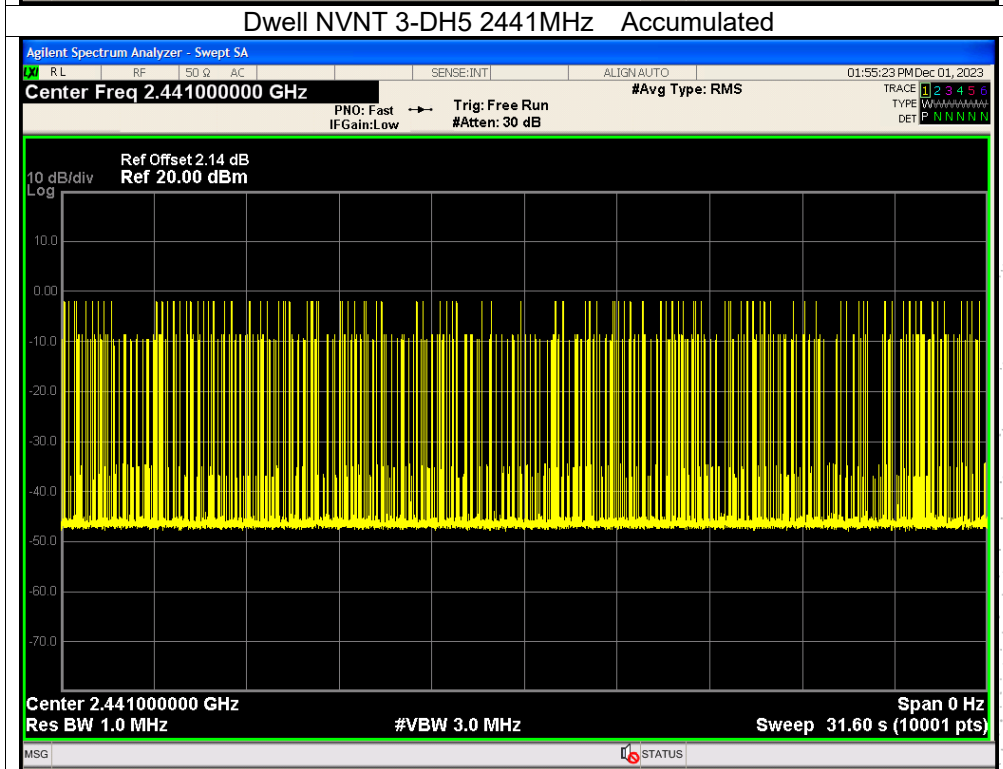 Dwell NVNT 3-DH5 2441MHz Accumulated
Agilent Spectrum Analyzer - Swept SA
LXI RL RF 50 Ω AC SENSE:INT ALIGN AUTO 01:55:23 PM Dec 01, 2023
Center Freq 2.441000000 GHz #Avg Type: RMS TRACE 1 2 3 4 5 6
PNO: Fast Trig: Free Run TYPE WWWWWW
IFGain:Low #Atten: 30 dB DET P N N N N N
Ref Offset 2.14 dB
10 dB/div Ref 20.00 dBm
Log
10.0
0.00
-10.0
-20.0
-30.0
-40.0
-50.0
-60.0
-70.0
Center 2.441000000 GHz Span 0 Hz
Res BW 1.0 MHz #VBW 3.0 MHz Sweep 31.60 s (10001 pts)
MSG STATUS